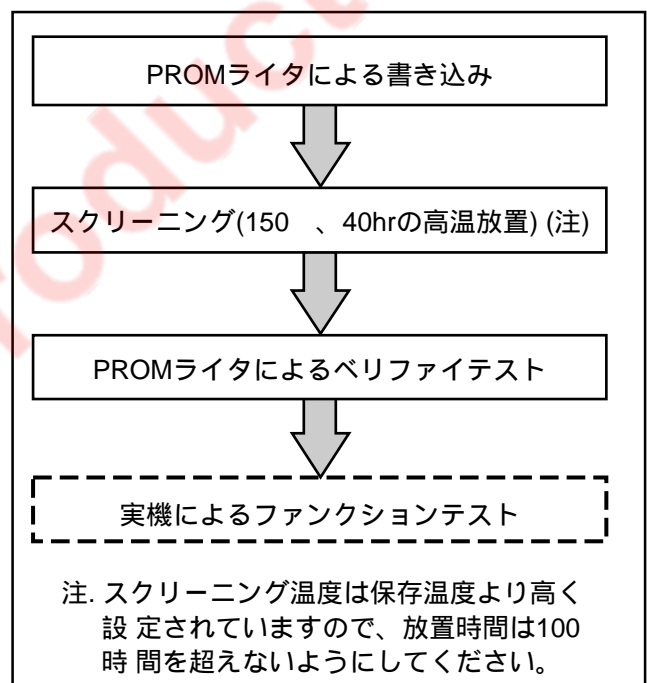 PROMライタによる書き込み
スクリーニング(150　、40hrの高温放置) (注)
PROMライタによるベリファイテスト
実機によるファンクションテスト
注. スクリーニング温度は保存温度より高く
設 定されていますので、放置時間は100
時 間を超えないようにしてください。
roduct